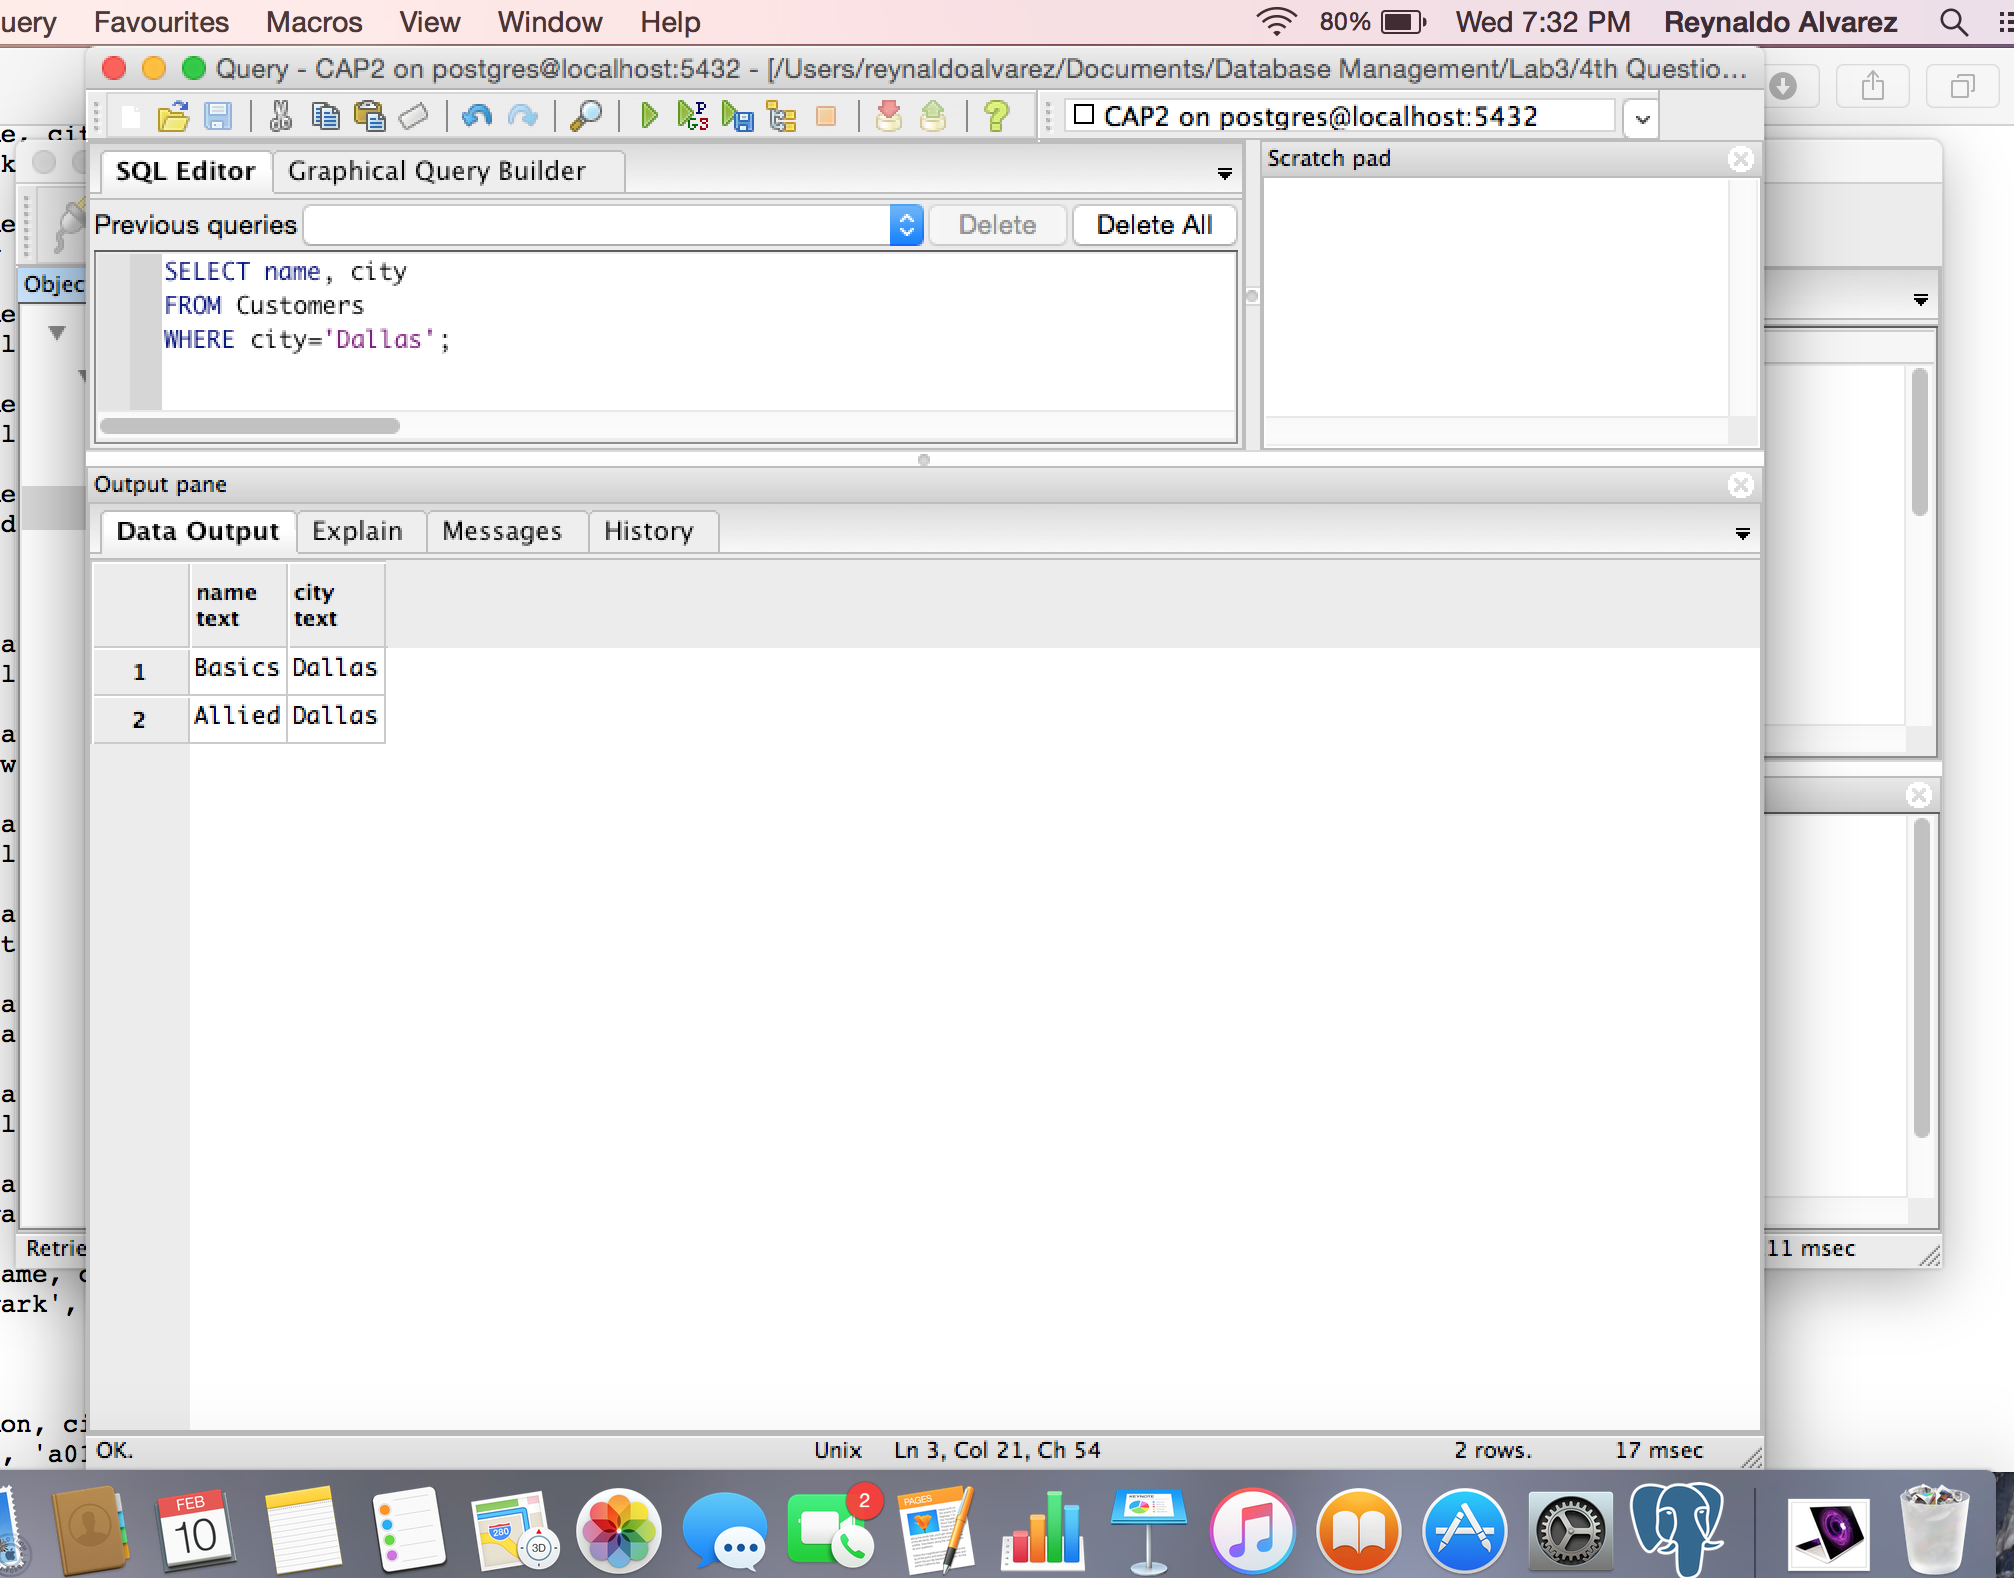 uery Favourites Macros View Window Help 80% Wed 7:32 PM Reynaldo Alvarez
Query - CAP2 on postgres@localhost:5432 - [/Users/reynaldoalvarez/Documents/Database Management/Lab3/4th Questio...
CAP2 on postgres@localhost:5432
SQL Editor Graphical Query Builder
Scratch pad
Previous queries Delete Delete All
SELECT name, city
FROM Customers
WHERE city='Dallas';
Objec
Output pane
Data Output Explain Messages History
name text city text
1 Basics Dallas
2 Allied Dallas
Retrie
11 msec
ame, c
ark',
on, ci
, 'a01
OK. Unix Ln 3, Col 21, Ch 54 2 rows. 17 msec
FEB
10
280
3D
2
PAGES
KEYNOTE